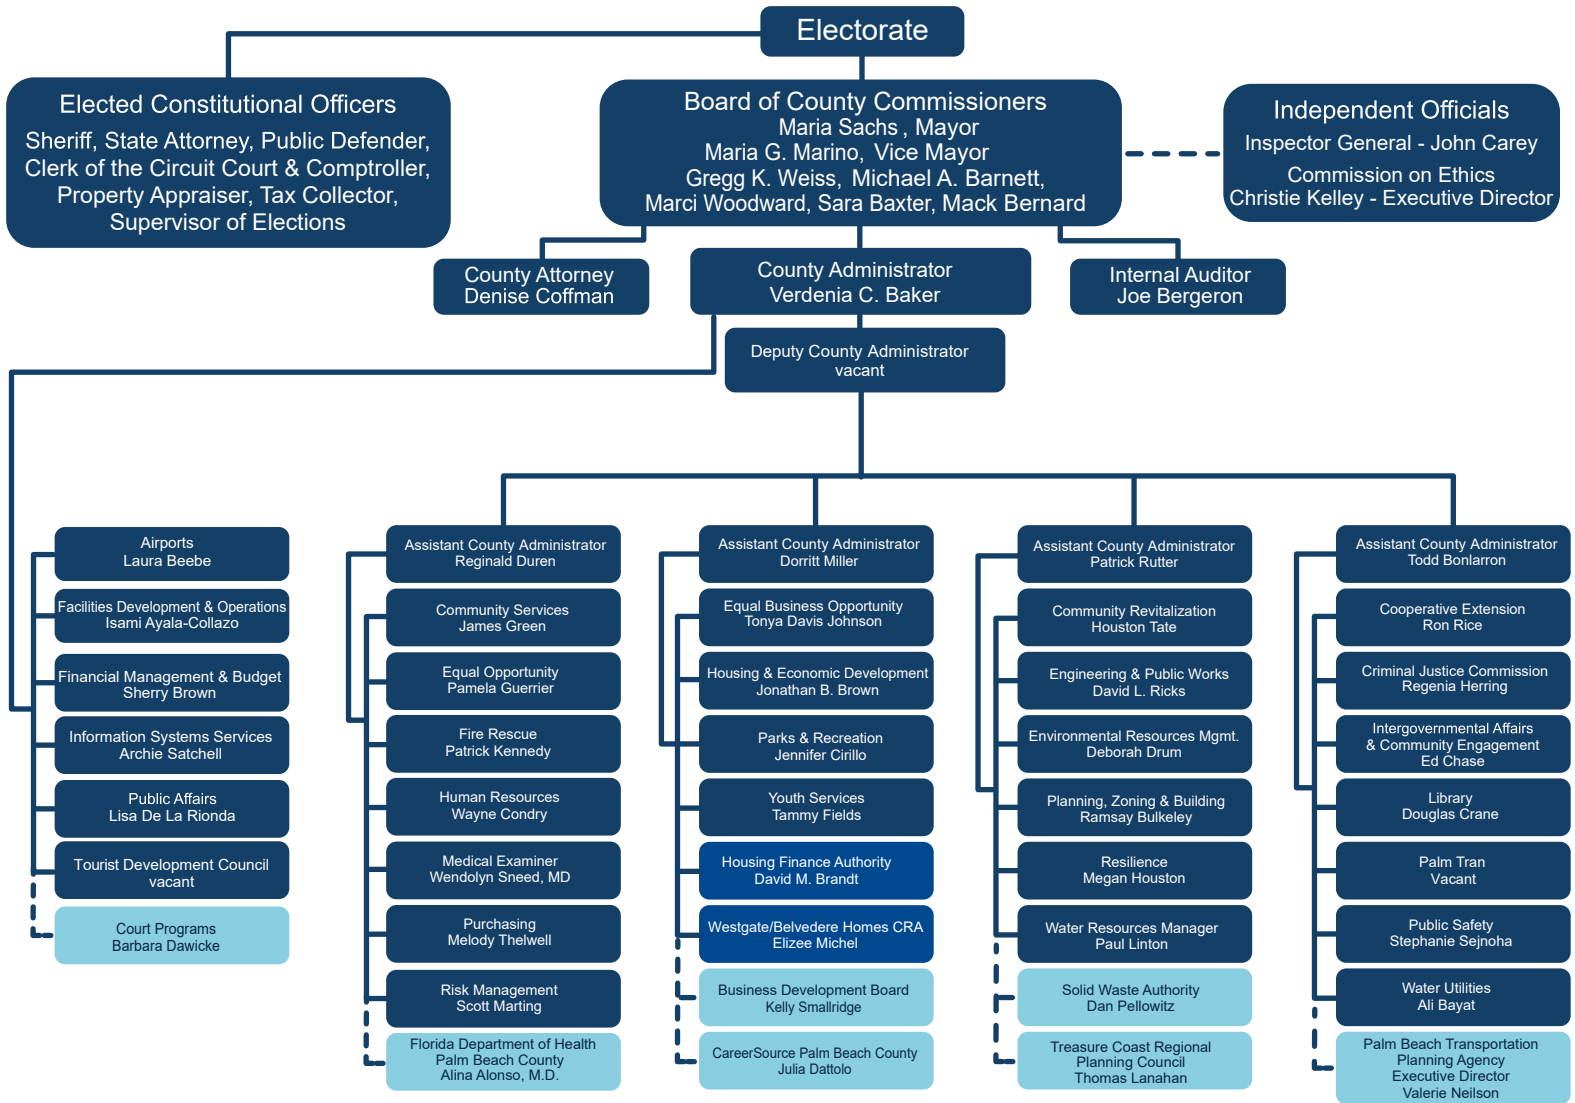 Electorate
Elected Constitutional Officers
Sheriff, State Attorney, Public Defender,
Clerk of the Circuit Court & Comptroller,
Property Appraiser, Tax Collector,
Supervisor of Elections
Board of County Commissioners
Maria Sachs , Mayor
Maria G. Marino, Vice Mayor
Gregg K. Weiss, Michael A. Barnett,
Marci Woodward, Sara Baxter, Mack Bernard
Independent Officials
Inspector General - John Carey
Commission on Ethics
Christie Kelley - Executive Director
County Attorney
Denise Coffman
County Administrator
Verdenia C. Baker
Internal Auditor
Joe Bergeron
Deputy County Administrator
vacant
Airports
Laura Beebe
Facilities Development & Operations
Isami Ayala-Collazo
Financial Management & Budget
Sherry Brown
Information Systems Services
Archie Satchell
Public Affairs
Lisa De La Rionda
Tourist Development Council
vacant
Court Programs
Barbara Dawicke
Assistant County Administrator
Reginald Duren
Community Services
James Green
Equal Opportunity
Pamela Guerrier
Fire Rescue
Patrick Kennedy
Human Resources
Wayne Condry
Medical Examiner
Wendolyn Sneed, MD
Purchasing
Melody Thelwell
Risk Management
Scott Marting
Florida Department of Health
Palm Beach County
Alina Alonso, M.D.
Assistant County Administrator
Dorritt Miller
Equal Business Opportunity
Tonya Davis Johnson
Housing & Economic Development
Jonathan B. Brown
Parks & Recreation
Jennifer Cirillo
Youth Services
Tammy Fields
Housing Finance Authority
David M. Brandt
Westgate/Belvedere Homes CRA
Elizee Michel
Business Development Board
Kelly Smallridge
CareerSource Palm Beach County
Julia Dattolo
Assistant County Administrator
Patrick Rutter
Community Revitalization
Houston Tate
Engineering & Public Works
David L. Ricks
Environmental Resources Mgmt.
Deborah Drum
Planning, Zoning & Building
Ramsay Bulkeley
Resilience
Megan Houston
Water Resources Manager
Paul Linton
Solid Waste Authority
Dan Pellowitz
Treasure Coast Regional
Planning Council
Thomas Lanahan
Assistant County Administrator
Todd Bonlarron
Cooperative Extension
Ron Rice
Criminal Justice Commission
Regenia Herring
Intergovernmental Affairs
& Community Engagement
Ed Chase
Library
Douglas Crane
Palm Tran
Vacant
Public Safety
Stephanie Sejnoha
Water Utilities
Ali Bayat
Palm Beach Transportation
Planning Agency
Executive Director
Valerie Neilson